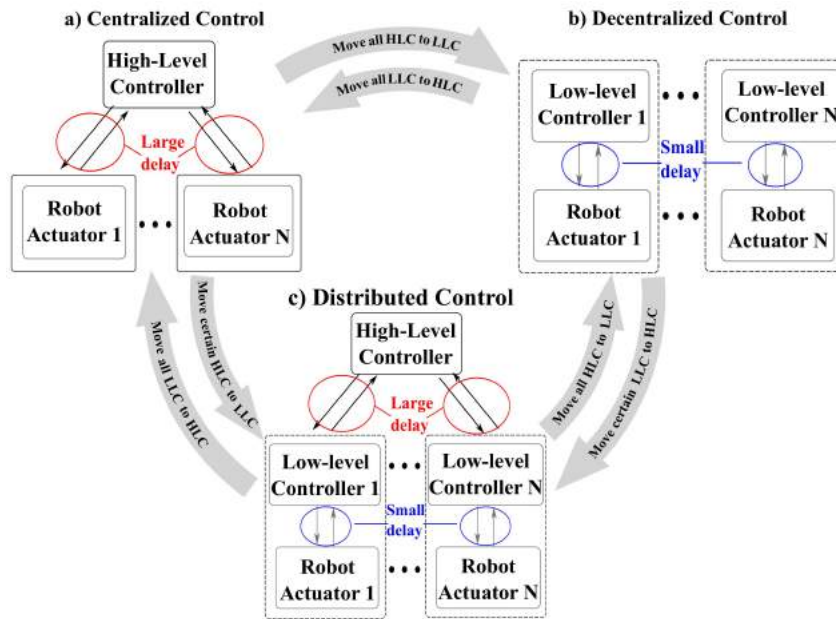 a) Centralized Control
High-Level
Controller
Large
delay
Robot
Actuator 1
Robot
Actuator N
Move all HLC to LLC
Move all LLC to HLC
b) Decentralized Control
Low-level
Controller 1
Low-level
Controller N
Small
delay
Robot
Actuator 1
Robot
Actuator N
Move all LLC to HLC
Move certain HLC to LLC
Move all HLC to LLC
Move certain LLC to HLC
c) Distributed Control
High-Level
Controller
Large
delay
Low-level
Controller 1
Low-level
Controller N
Small
delay
Robot
Actuator 1
Robot
Actuator N